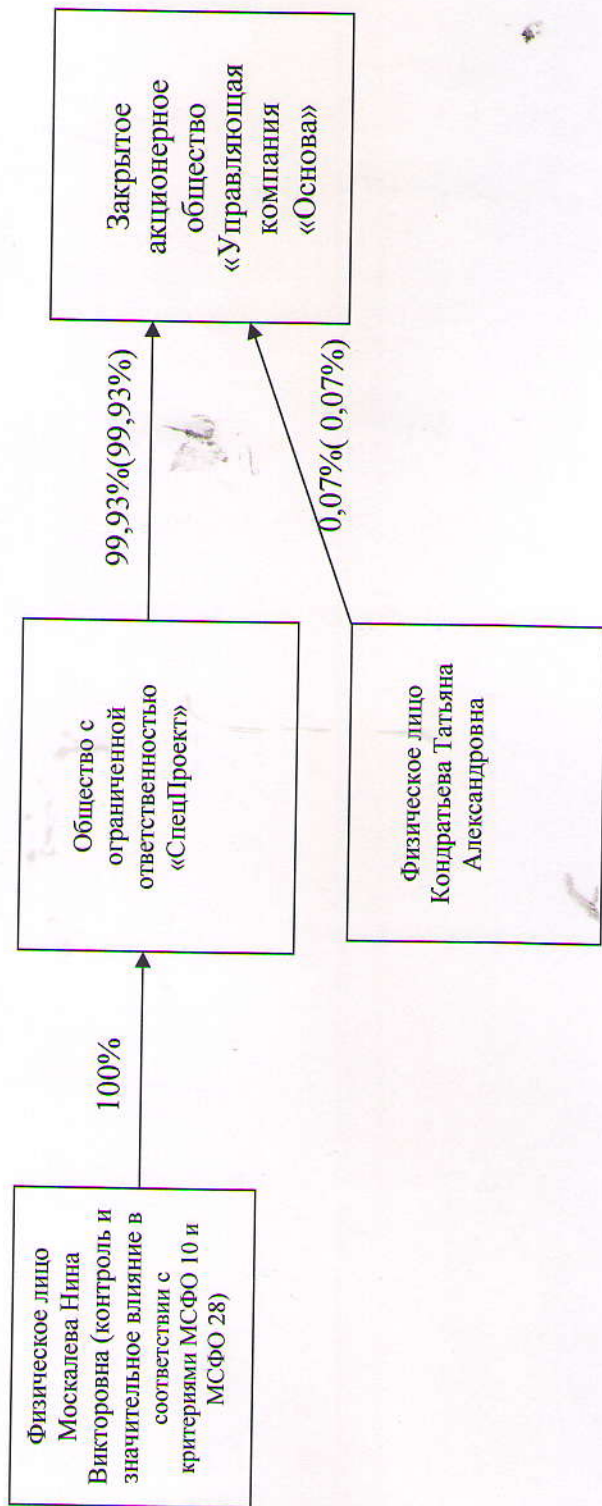 Физическое лицо
Москалева Нина
Викторовна (контроль и
значительное влияние в
соответствии с
критериями МСФО 10 и
МСФО 28)
100%
Общество с
ограниченной
ответственностью
«СпецПроект»
99,93%(99,93%)
Физическое лицо
Кондратьева Татьяна
Александровна
0,07%( 0,07%)
Закрытое
акционерное
общество
«Управляющая
компания
«Основа»